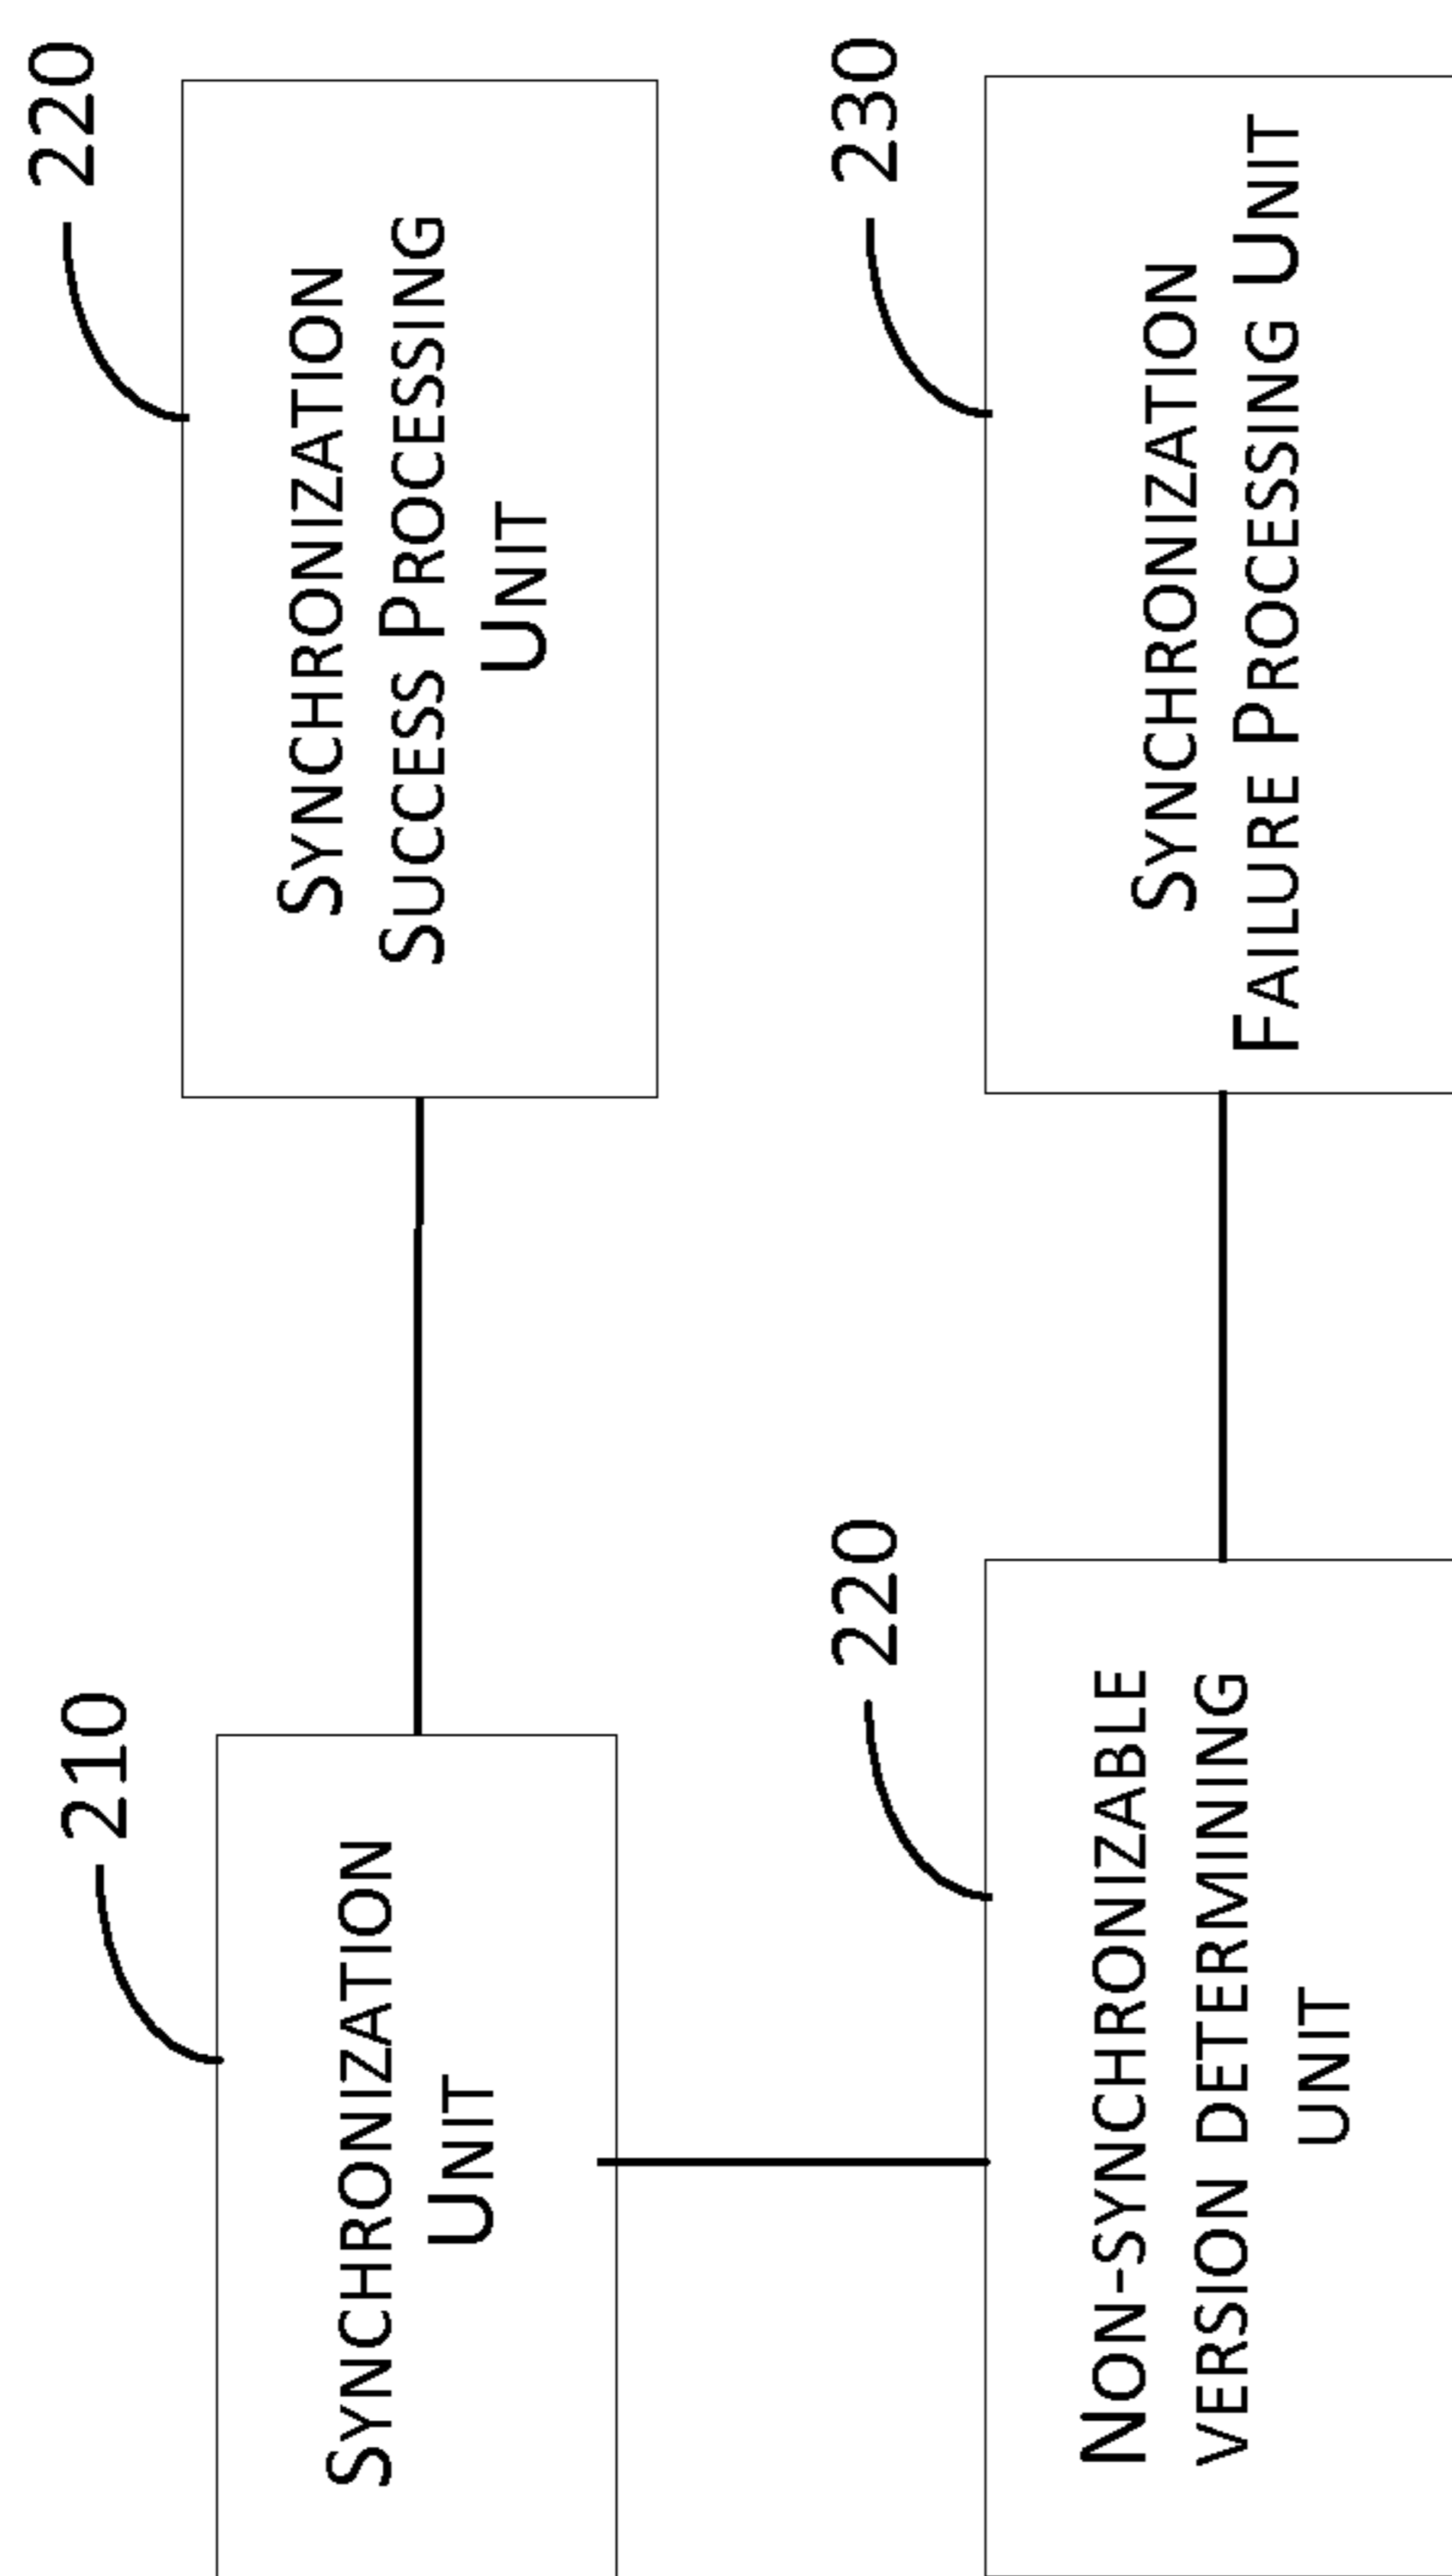 210
SYNCHRONIZATION
UNIT
220
SYNCHRONIZATION
SUCCESS PROCESSING
UNIT
220
NON-SYNCHRONIZABLE
VERSION DETERMINING
UNIT
230
SYNCHRONIZATION
FAILURE PROCESSING UNIT